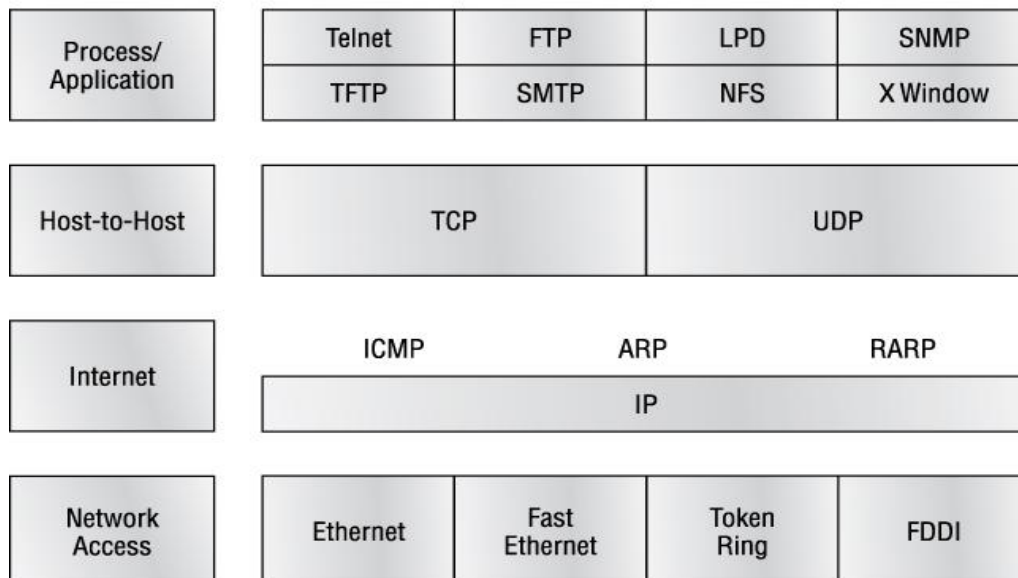 Process/
Application
Telnet FTP LPD SNMP
TFTP SMTP NFS X Window
Host-to-Host
TCP UDP
Internet
ICMP ARP RARP
IP
Network
Access
Ethernet
Fast
Ethernet
Token
Ring
FDDI